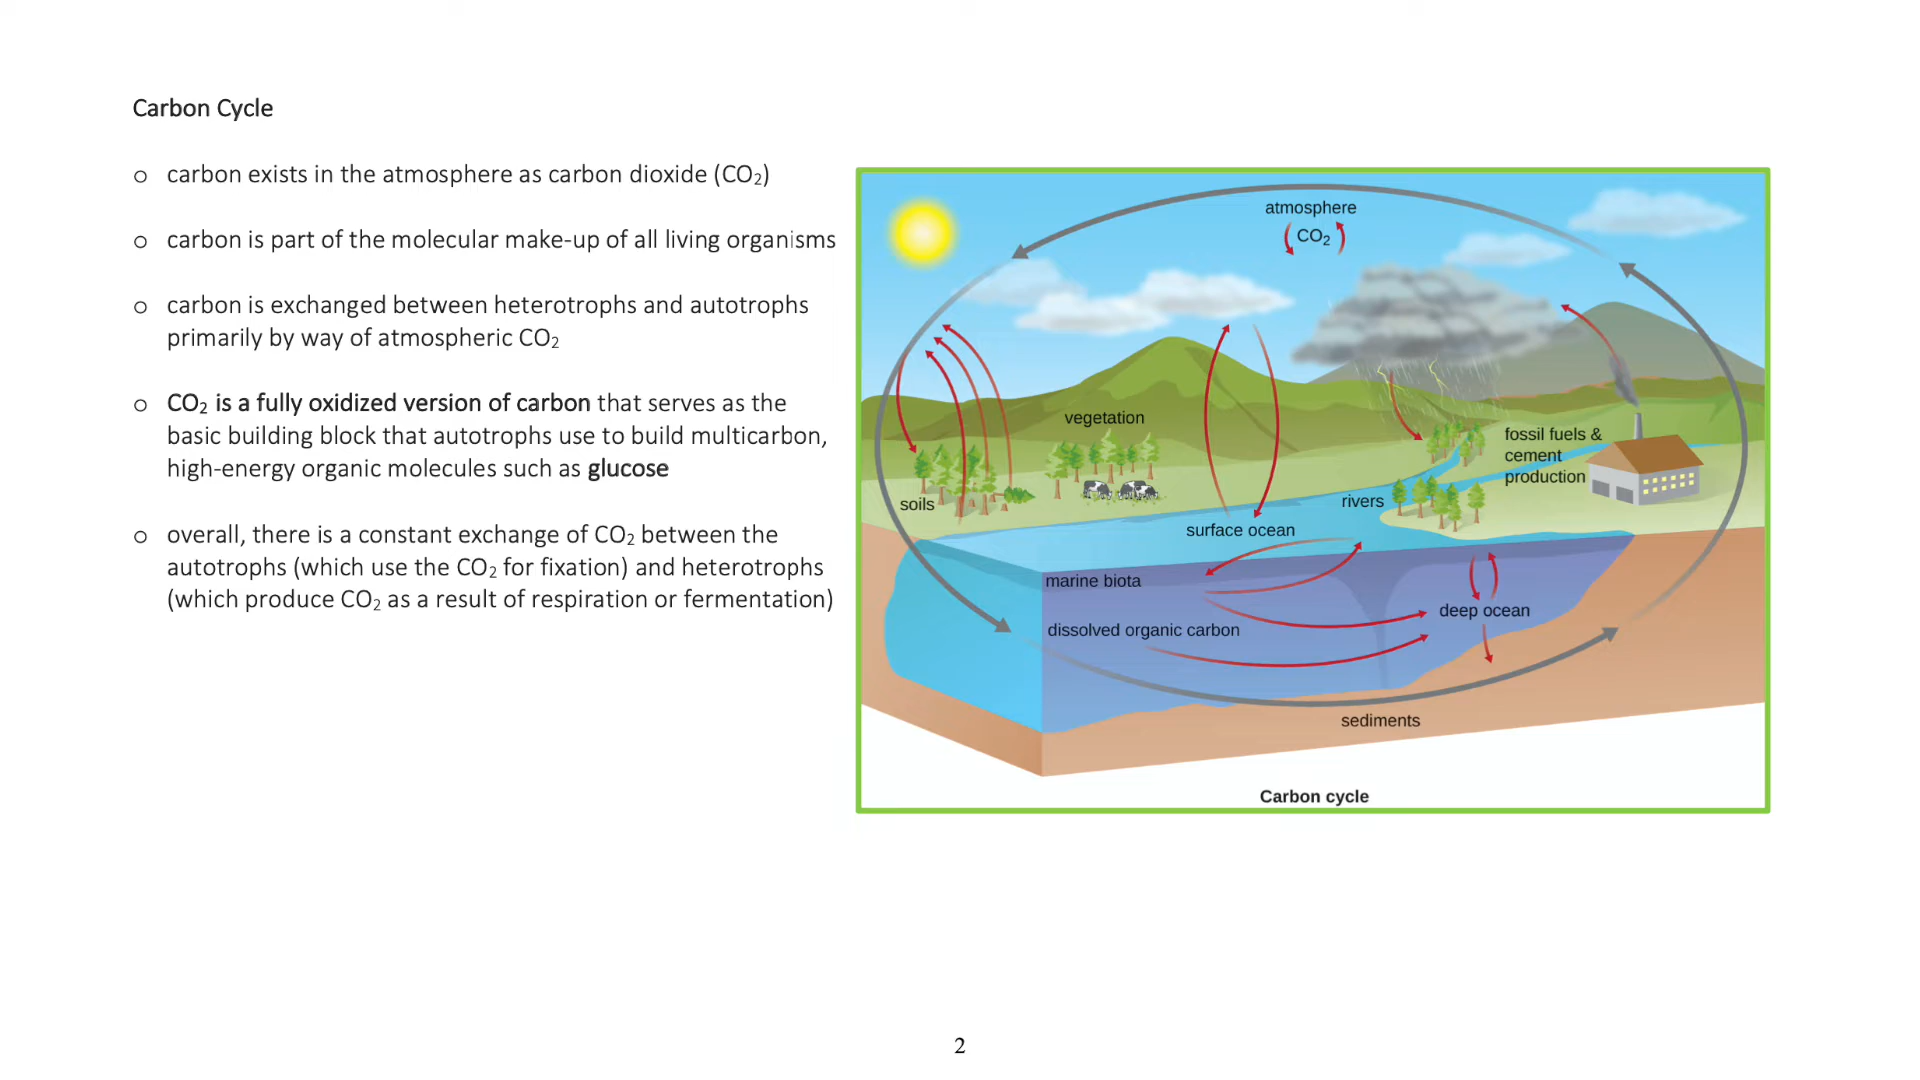 Carbon Cycle
o carbon exists in the atmosphere as carbon dioxide (CO₂)
o carbon is part of the molecular make-up of all living organisms
o carbon is exchanged between heterotrophs and autotrophs
primarily by way of atmospheric CO₂
o CO₂ is a fully oxidized version of carbon that serves as the
basic building block that autotrophs use to build multicarbon,
high-energy organic molecules such as glucose
o overall, there is a constant exchange of CO₂ between the
autotrophs (which use the CO₂ for fixation) and heterotrophs
(which produce CO₂ as a result of respiration or fermentation)
atmosphere
CO₂
vegetation
fossil fuels &
cement
production
soils
rivers
surface ocean
marine biota
deep ocean
dissolved organic carbon
sediments
Carbon cycle
2